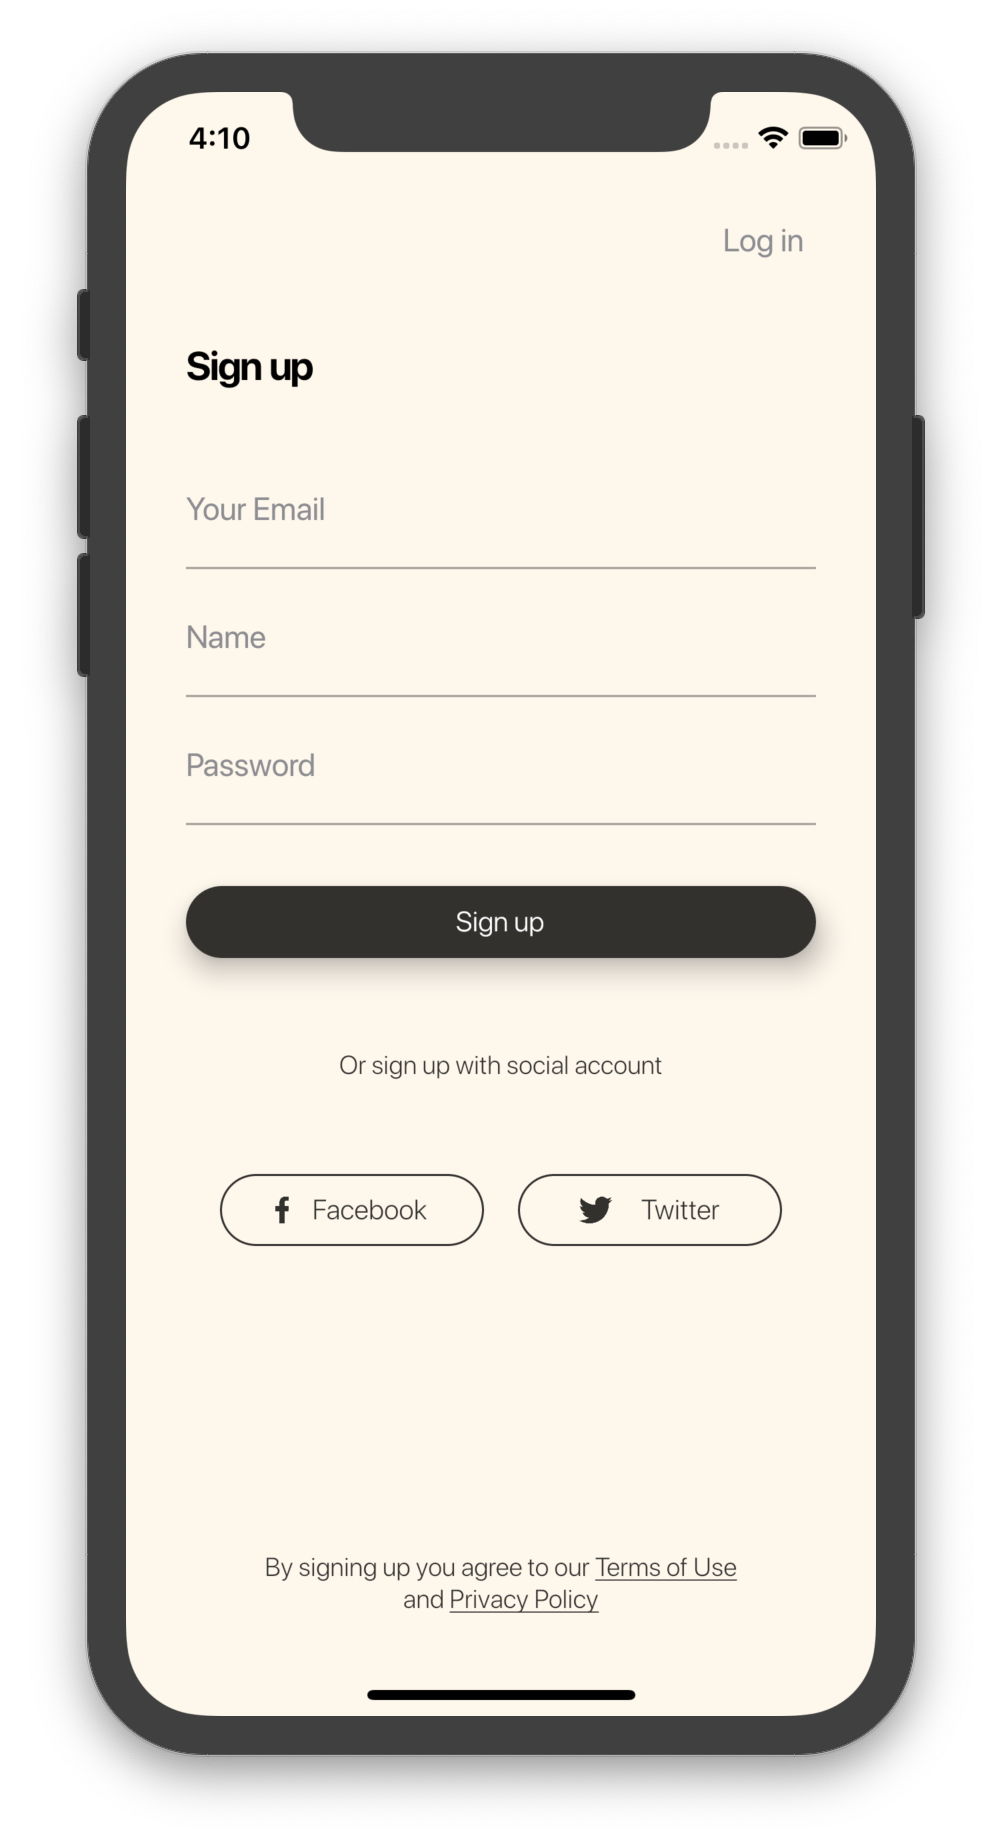 4:10
Log in
Sign up
Your Email
Name
Password
Sign up
Or sign up with social account
Facebook
Twitter
By signing up you agree to our Terms of Use
and Privacy Policy